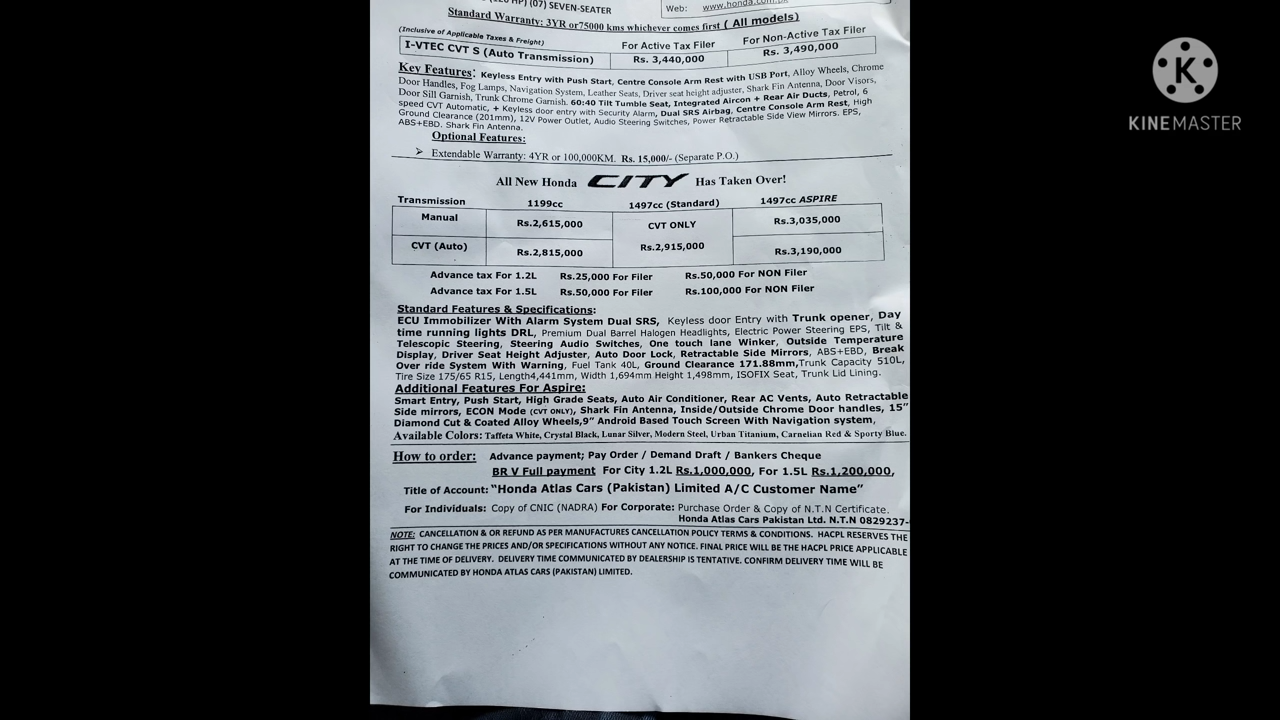 HP) (07) SEVEN-SEATER
Web: www.honda.com.pk
Standard Warranty: 3YR or75000 kms whichever comes first ( All models)
(Inclusive of Applicable Taxes & Freight) For Active Tax Filer For Non-Active Tax Filer
I-VTEC CVT S (Auto Transmission) Rs. 3,440,000 Rs. 3,490,000
Key Features: Keyless Entry with Push Start, Centre Console Arm Rest with USB Port, Alloy Wheels, Chrome
Door Handles, Fog Lamps, Navigation System, Leather Seats, Driver seat height adjuster, Shark Fin Antenna, Door Visors,
Door Sill Garnish, Trunk Chrome Garnish. 60:40 Tilt Tumble Seat, Integrated Aircon + Rear Air Ducts, Petrol, 6
speed CVT Automatic, + Keyless door entry with Security Alarm, Dual SRS Airbag, Centre Console Arm Rest, High
Ground Clearance (201mm), 12V Power Outlet, Audio Steering Switches, Power Retractable Side View Mirrors. EPS,
ABS+EBD. Shark Fin Antenna.
Optional Features:
➢ Extendable Warranty: 4YR or 100,000KM. Rs. 15,000/- (Separate P.O.)
All New Honda CITY Has Taken Over!
Transmission 1199cc 1497cc (Standard) 1497cc ASPIRE
Manual Rs.2,615,000 CVT ONLY Rs.3,035,000
CVT (Auto) Rs.2,815,000 Rs.2,915,000 Rs.3,190,000
Advance tax For 1.2L Rs.25,000 For Filer Rs.50,000 For NON Filer
Advance tax For 1.5L Rs.50,000 For Filer Rs.100,000 For NON Filer
Standard Features & Specifications:
ECU Immobilizer With Alarm System Dual SRS, Keyless door Entry with Trunk opener, Day
time running lights DRL, Premium Dual Barrel Halogen Headlights, Electric Power Steering EPS, Tilt &
Telescopic Steering, Steering Audio Switches, One touch lane Winker, Outside Temperature
Display, Driver Seat Height Adjuster, Auto Door Lock, Retractable Side Mirrors, ABS+EBD, Break
Over ride System With Warning, Fuel Tank 40L, Ground Clearance 171.88mm,Trunk Capacity 510L,
Tire Size 175/65 R15, Length4,441mm, Width 1,694mm Height 1,498mm, ISOFIX Seat, Trunk Lid Lining.
Additional Features For Aspire:
Smart Entry, Push Start, High Grade Seats, Auto Air Conditioner, Rear AC Vents, Auto Retractable
Side mirrors, ECON Mode (CVT ONLY), Shark Fin Antenna, Inside/Outside Chrome Door handles, 15"
Diamond Cut & Coated Alloy Wheels,9" Android Based Touch Screen With Navigation system,
Available Colors: Taffeta White, Crystal Black, Lunar Silver, Modern Steel, Urban Titanium, Carnelian Red & Sporty Blue.
How to order: Advance payment; Pay Order / Demand Draft / Bankers Cheque
BR V Full payment For City 1.2L Rs.1,000,000, For 1.5L Rs.1,200,000,
Title of Account: "Honda Atlas Cars (Pakistan) Limited A/C Customer Name"
For Individuals: Copy of CNIC (NADRA) For Corporate: Purchase Order & Copy of N.T.N Certificate.
Honda Atlas Cars Pakistan Ltd. N.T.N 0829237-
NOTE: CANCELLATION & OR REFUND AS PER MANUFACTURES CANCELLATION POLICY TERMS & CONDITIONS. HACPL RESERVES THE
RIGHT TO CHANGE THE PRICES AND/OR SPECIFICATIONS WITHOUT ANY NOTICE. FINAL PRICE WILL BE THE HACPL PRICE APPLICABLE
AT THE TIME OF DELIVERY. DELIVERY TIME COMMUNICATED BY DEALERSHIP IS TENTATIVE. CONFIRM DELIVERY TIME WILL BE
COMMUNICATED BY HONDA ATLAS CARS (PAKISTAN) LIMITED.
K
KINEMASTER